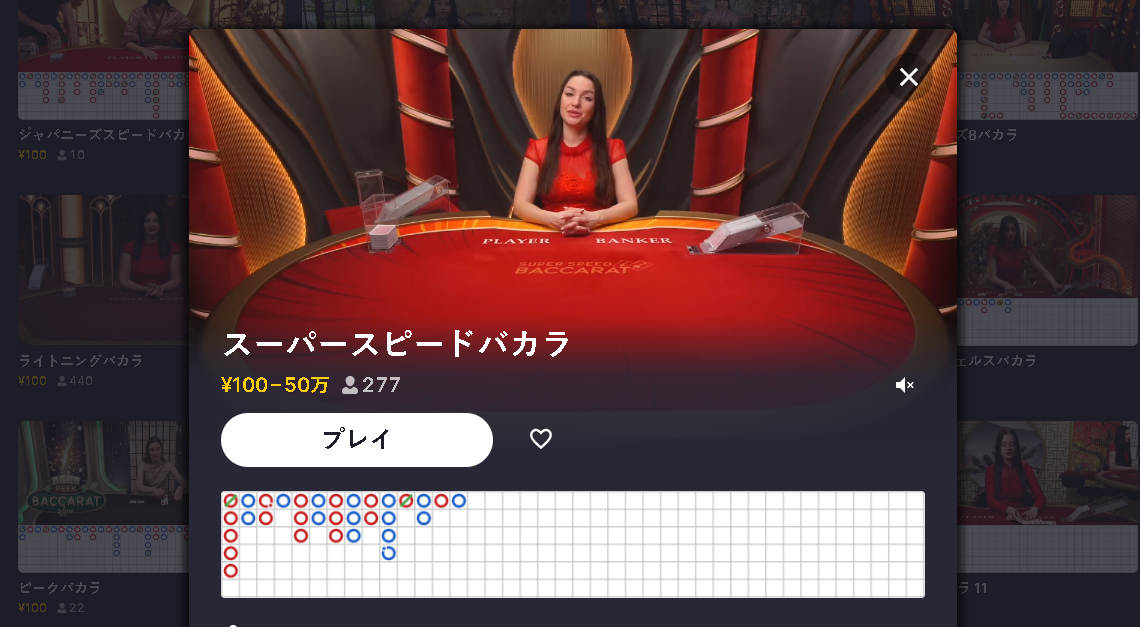 PLAYER BANKER
SUPER SPEED
BACCARAT
スーパースピードバカラ
¥100-50万 277
プレイ
ジャパニーズスピードバカ
¥100 10
ズBバカラ
ライトニングバカラ
¥100 440
ェルスバカラ
PEEK
BACCARAT
ピークバカラ
¥100 22
ラ 11